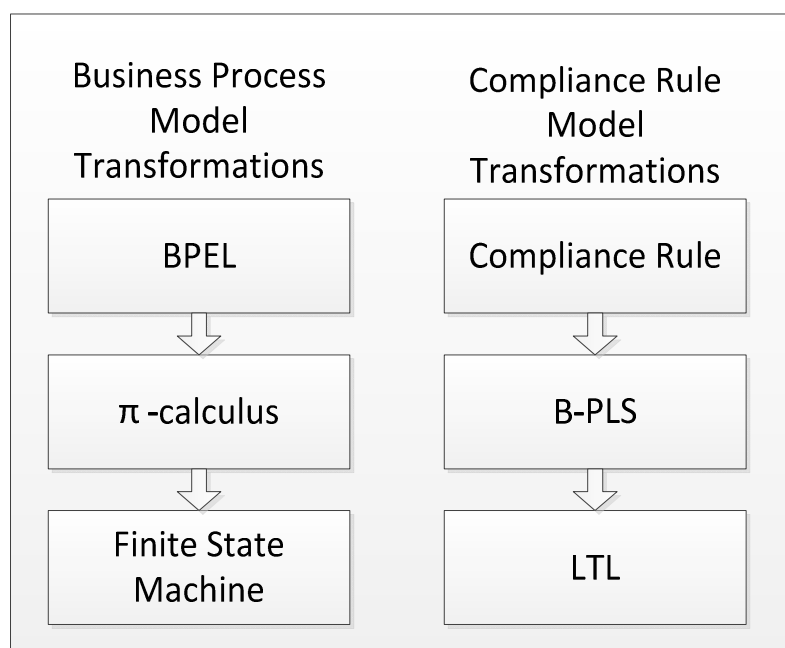 Business Process
Model
Transformations
BPEL
π -calculus
Finite State
Machine
Compliance Rule
Model
Transformations
Compliance Rule
B-PLS
LTL